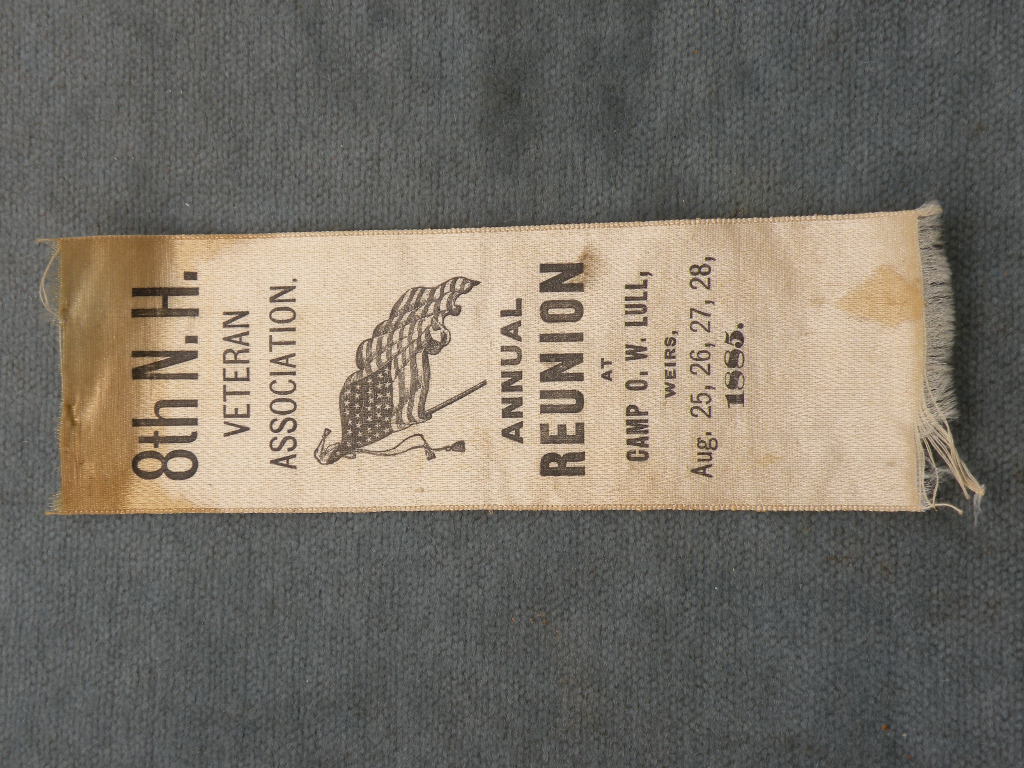 8th N. H.
VETERAN
ASSOCIATION.
ANNUAL
REUNION
AT
CAMP O. W. LULL,
WEIRS,
Aug. 25, 26, 27, 28,
1885.